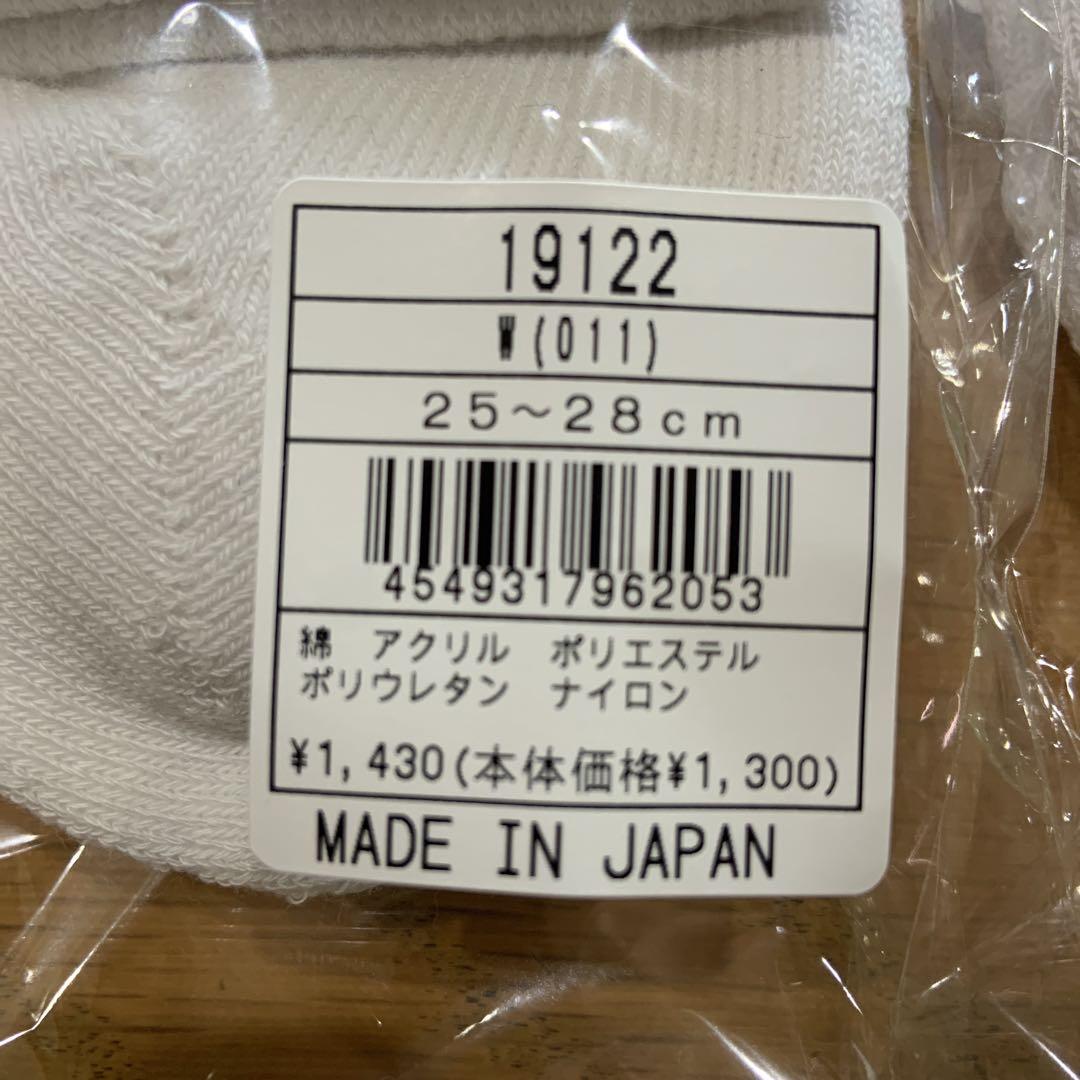 19122
W(011)
25～28cm
4549317962053
綿　アクリル　ポリエステル
ポリウレタン　ナイロン
¥1,430(本体価格¥1,300)
MADE IN JAPAN